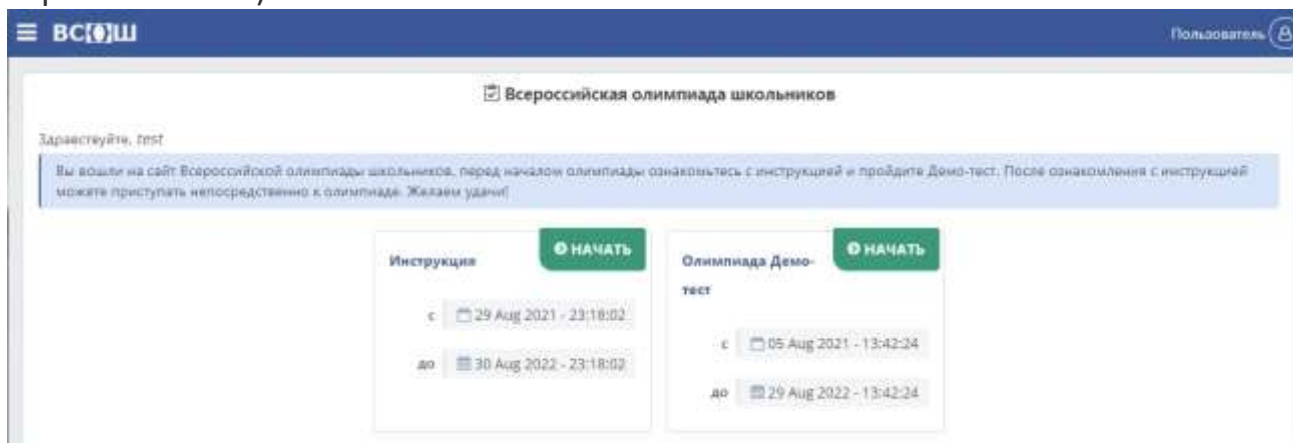 ВС[O]Ш
Пользователь
Всероссийская олимпиада школьников
Здравствуйте, test
Вы вошли на сайт Всероссийской олимпиады школьников, перед началом олимпиады ознакомьтесь с инструкцией и пройдите Демо-тест. После ознакомления с инструкцией
можете приступать непосредственно к олимпиаде. Желаем удачи!
Инструкция
НАЧАТЬ
с 29 Aug 2021 - 23:18:02
до 30 Aug 2022 - 23:18:02
Олимпиада Демо-
тест
НАЧАТЬ
с 05 Aug 2021 - 13:42:24
до 29 Aug 2022 - 13:42:24